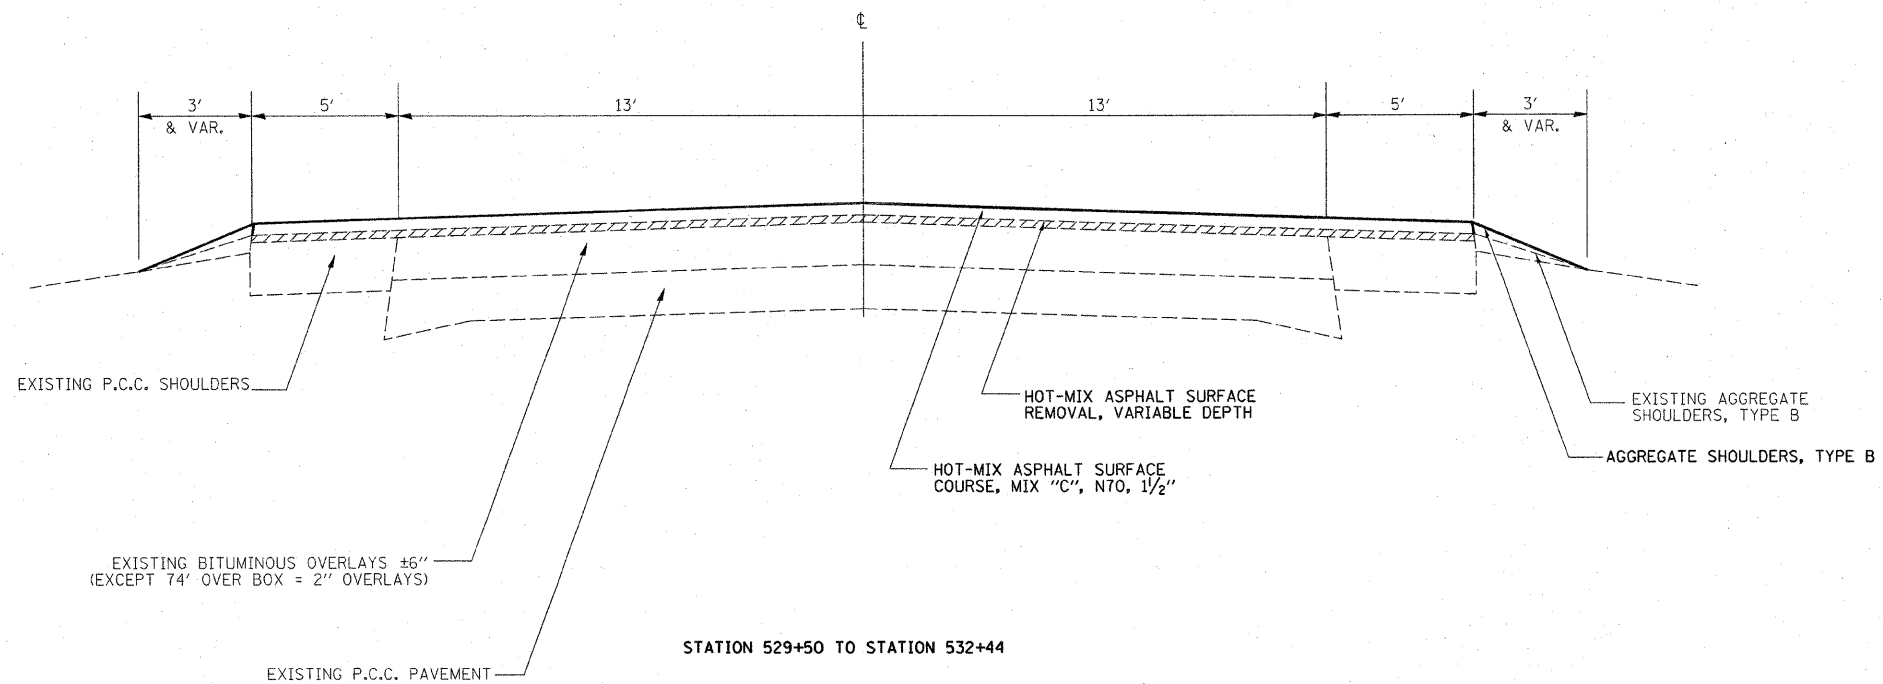 ℄
3' 5' 13' 13' 5' 3'
& VAR. & VAR.
EXISTING P.C.C. SHOULDERS
HOT-MIX ASPHALT SURFACE
REMOVAL, VARIABLE DEPTH
EXISTING AGGREGATE
SHOULDERS, TYPE B
AGGREGATE SHOULDERS, TYPE B
HOT-MIX ASPHALT SURFACE
COURSE, MIX "C", N70, 1½"
EXISTING BITUMINOUS OVERLAYS ±6"
(EXCEPT 74' OVER BOX = 2" OVERLAYS)
STATION 529+50 TO STATION 532+44
EXISTING P.C.C. PAVEMENT